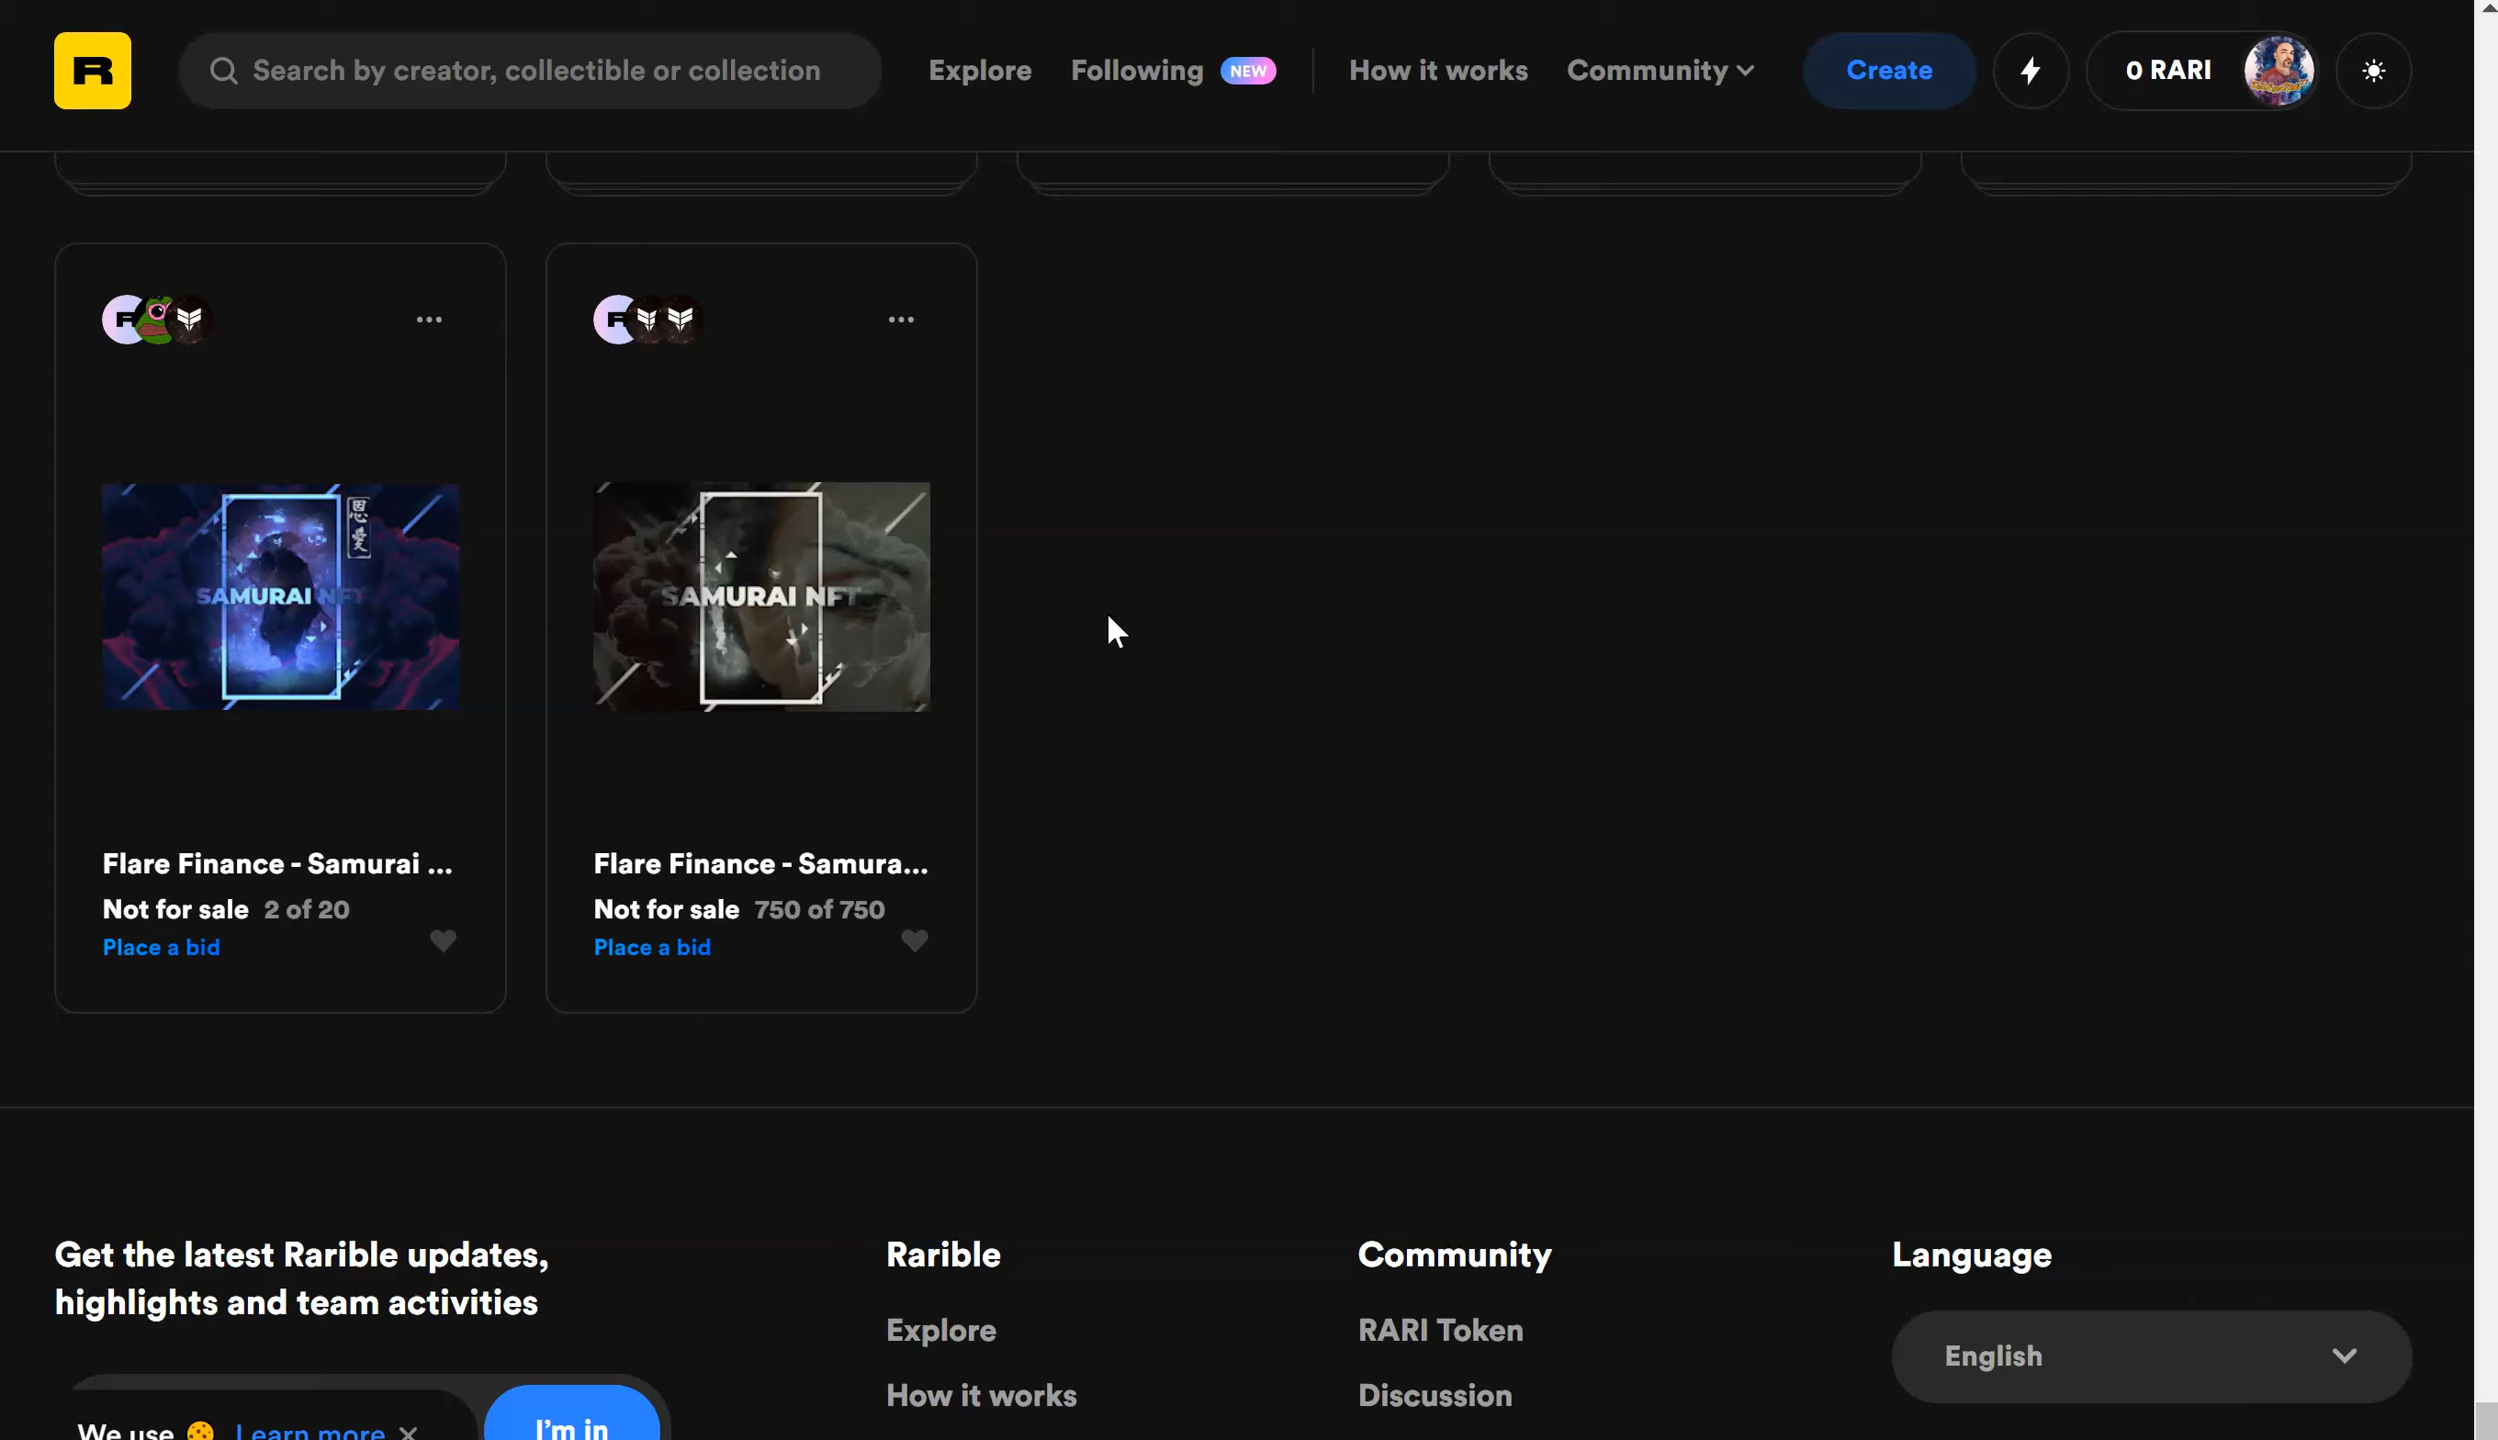 R
Search by creator, collectible or collection
Explore
Following NEW
How it works
Community
Create
0 RARI
思
愛
SAMURAI NFT
SAMURAI NFT
Flare Finance - Samurai ...
Not for sale 2 of 20
Place a bid
Flare Finance - Samura...
Not for sale 750 of 750
Place a bid
Get the latest Rarible updates,
highlights and team activities
We use Learn more
I'm in
Rarible
Explore
How it works
Community
RARI Token
Discussion
Language
English